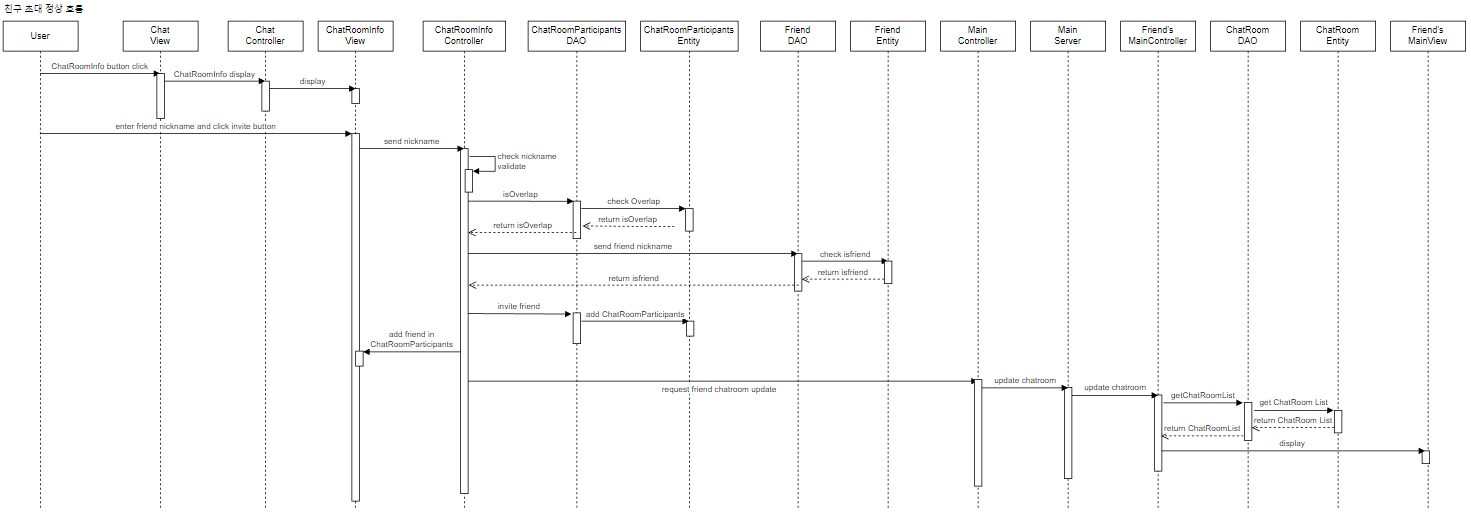 친구 초대 정상 흐름
User
Chat
View
Chat
Controller
ChatRoomInfo
View
ChatRoomInfo
Controller
ChatRoomParticipants
DAO
ChatRoomParticipants
Entity
Friend
DAO
Friend
Entity
Main
Controller
Main
Server
Friend's
MainController
ChatRoom
DAO
ChatRoom
Entity
Friend's
MainView
ChatRoomInfo button click
ChatRoomInfo display
display
enter friend nickname and click invite button
send nickname
check nickname
validate
isOverlap
check Overlap
return isOverlap
return isOverlap
send friend nickname
check isfriend
return isfriend
return isfriend
invite friend
add ChatRoomParticipants
add friend in
ChatRoomParticipants
request friend chatroom update
update chatroom
update chatroom
getChatRoomList
get ChatRoom List
return ChatRoom List
return ChatRoomList
display